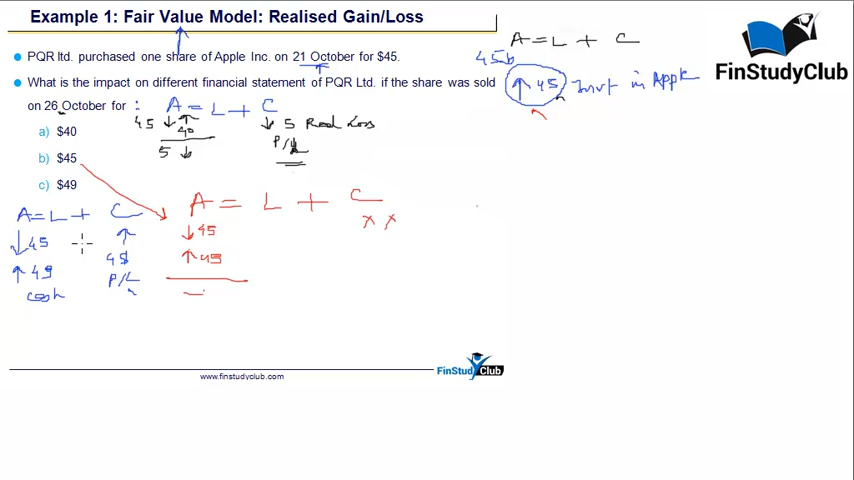 Example 1: Fair Value Model: Realised Gain/Loss
PQR ltd. purchased one share of Apple Inc. on 21 October for $45.
What is the impact on different financial statement of PQR Ltd. if the share was sold
on 26 October for :
a) $40
b) $45
c) $49
A = L + C
45 ↓ ↑ 40
5 ↓
↓ 5 Real Loss
P/L
A = L + C
↓ 45
↑ 49
cash
↑
4$
P/L
A = L + C
↓ 45
↑ 45
x x
A = L + C
45 ↓
↑ 45 Invt in Apple
FinStudyClub
FinStudyClub
www.finstudyclub.com